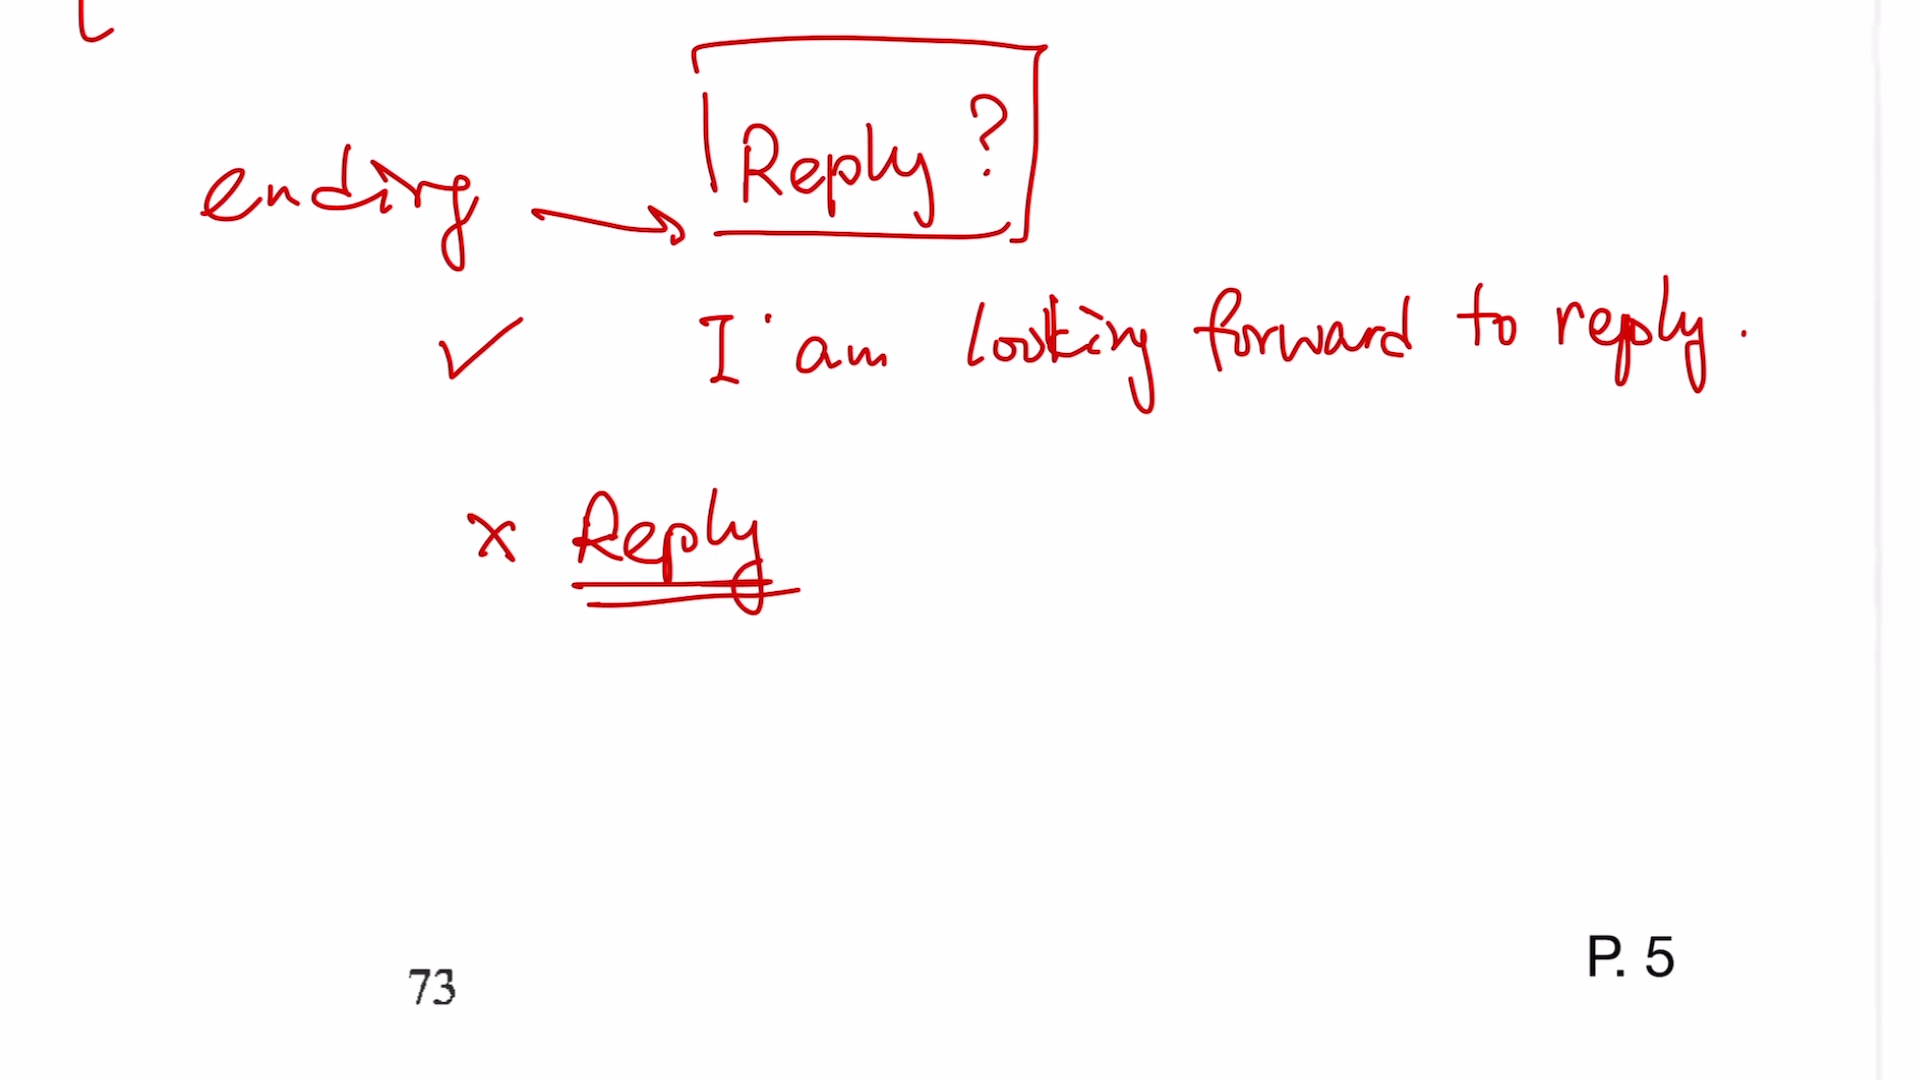 Reply ?
ending →
✓ I am looking forward to reply.
× Reply
73
P. 5